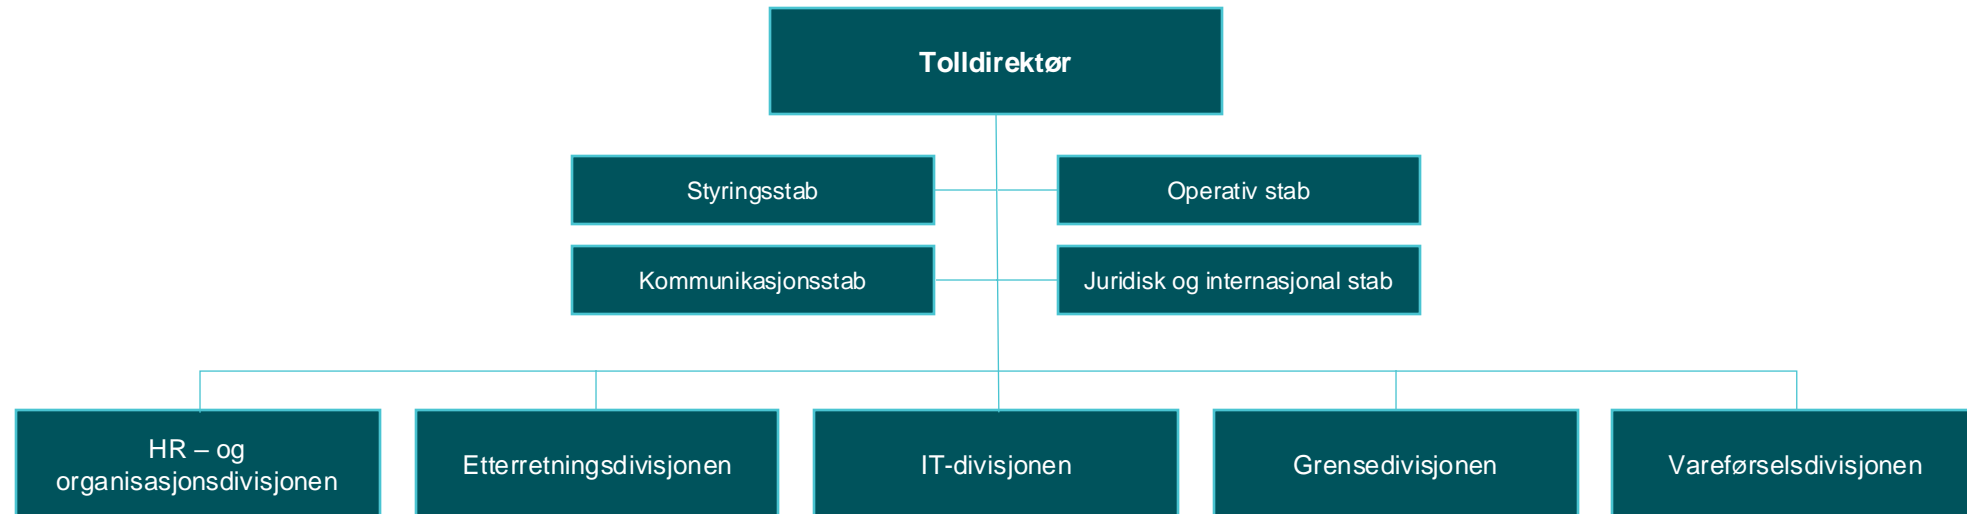 Tolldirektør
Styringsstab
Operativ stab
Kommunikasjonsstab
Juridisk og internasjonal stab
HR – og
organisasjonsdivisjonen
Etterretningsdivisjonen
IT-divisjonen
Grensedivisjonen
Vareførselsdivisjonen